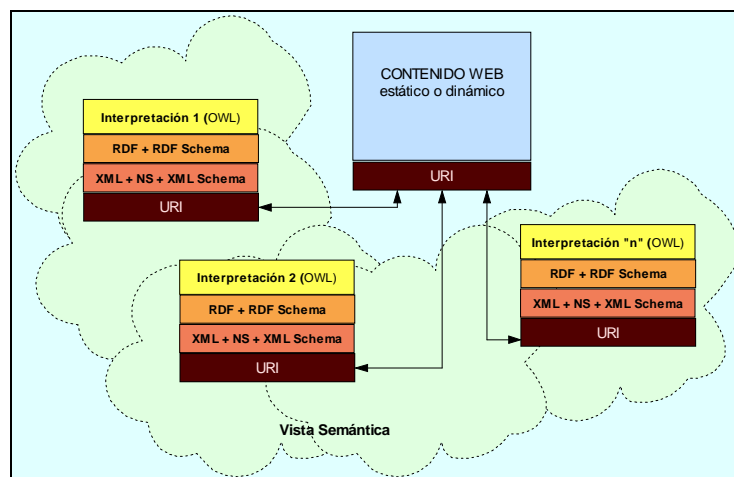 CONTENIDO WEB
estático o dinámico
URI
Interpretación 1 (OWL)
RDF + RDF Schema
XML + NS + XML Schema
URI
Interpretación 2 (OWL)
RDF + RDF Schema
XML + NS + XML Schema
URI
Interpretación "n" (OWL)
RDF + RDF Schema
XML + NS + XML Schema
URI
Vista Semántica